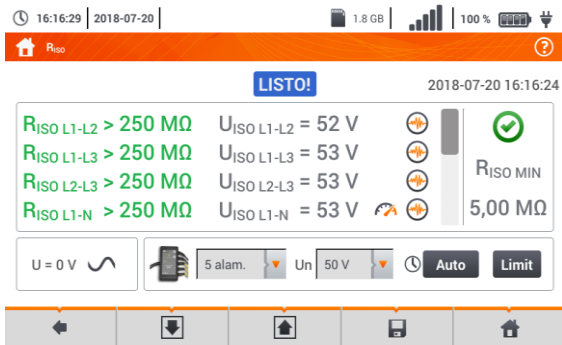 16:16:29 2018-07-20 1.8 GB 100 %
RISO
LISTO! 2018-07-20 16:16:24
RISO L1-L2 > 250 MΩ UISO L1-L2 = 52 V
RISO L1-L3 > 250 MΩ UISO L1-L3 = 53 V
RISO L2-L3 > 250 MΩ UISO L2-L3 = 53 V
RISO L1-N > 250 MΩ UISO L1-N = 53 V
RISO MIN
5,00 MΩ
U = 0 V 5 alam. Un 50 V Auto Limit